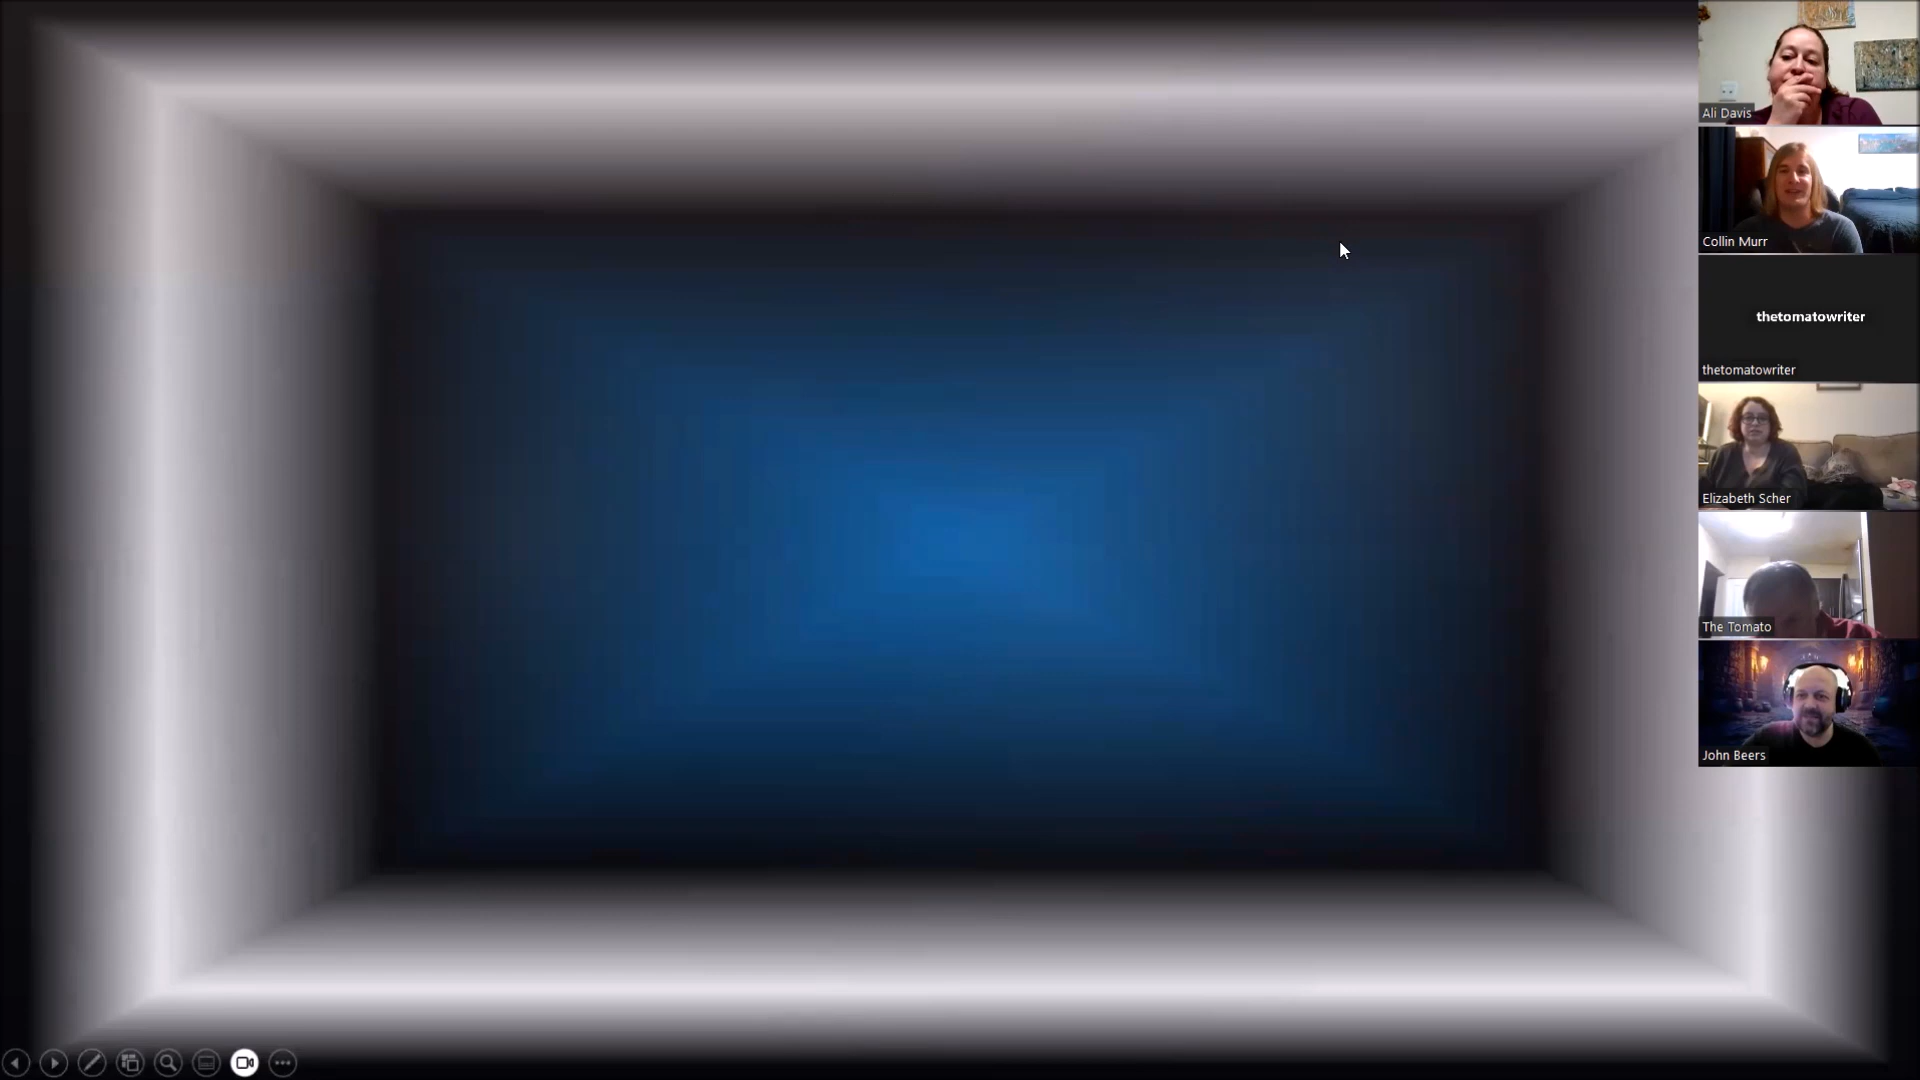 Ali Davis
Collin Murr
thetomatowriter
thetomatowriter
Elizabeth Scher
The Tomato
John Beers